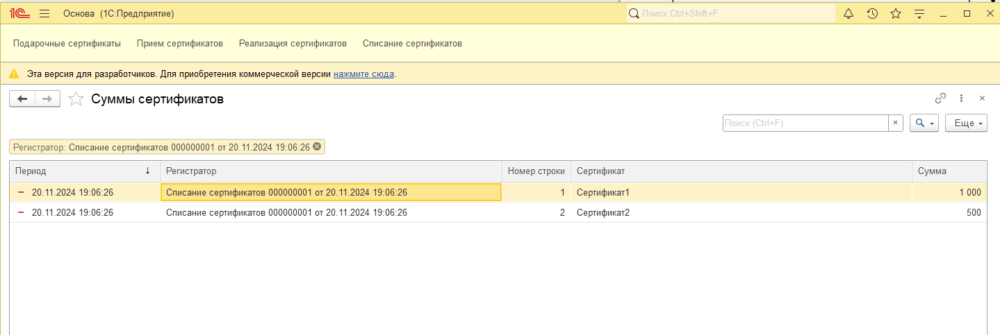 1С Основа (1С:Предприятие) Поиск Ctrl+Shift+F
Подарочные сертификаты Прием сертификатов Реализация сертификатов Списание сертификатов
Эта версия для разработчиков. Для приобретения коммерческой версии нажмите сюда.
Суммы сертификатов
Поиск (Ctrl+F) × Еще
Регистратор: Списание сертификатов 000000001 от 20.11.2024 19:06:26
Период ↓ Регистратор Номер строки Сертификат Сумма
20.11.2024 19:06:26 Списание сертификатов 000000001 от 20.11.2024 19:06:26 1 Сертификат1 1 000
20.11.2024 19:06:26 Списание сертификатов 000000001 от 20.11.2024 19:06:26 2 Сертификат2 500